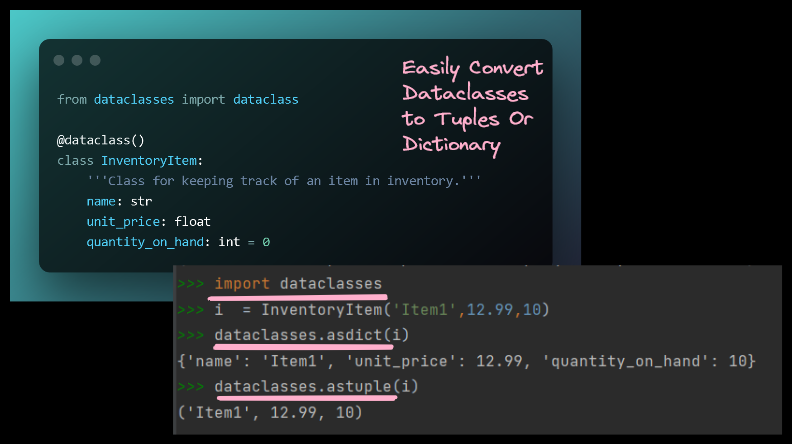 from dataclasses import dataclass
@dataclass()
class InventoryItem:
'''Class for keeping track of an item in inventory.'''
name: str
unit_price: float
quantity_on_hand: int = 0
Easily Convert
Dataclasses
to Tuples Or
Dictionary
>>> import dataclasses
>>> i  = InventoryItem('Item1',12.99,10)
>>> dataclasses.asdict(i)
{'name': 'Item1', 'unit_price': 12.99, 'quantity_on_hand': 10}
>>> dataclasses.astuple(i)
('Item1', 12.99, 10)